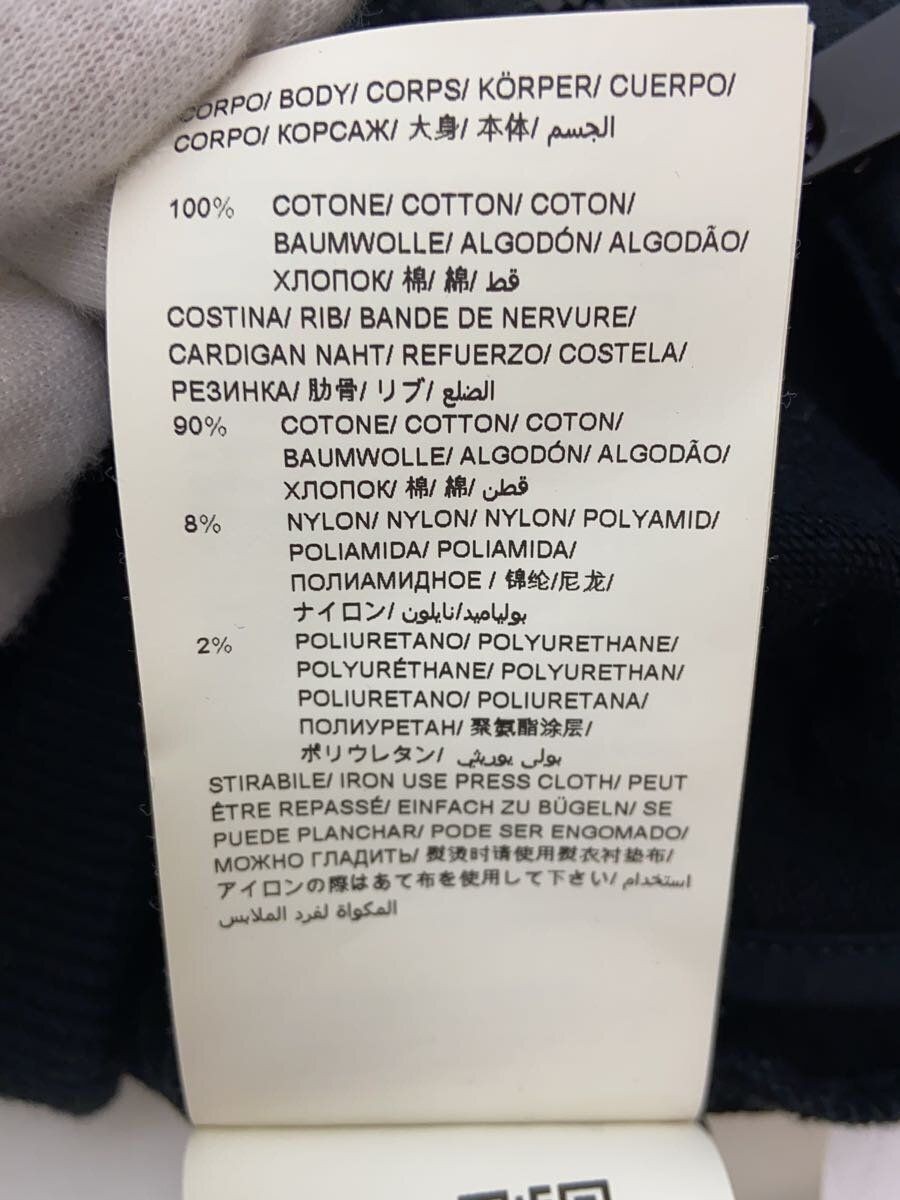 CORPO/ BODY/ CORPS/ KÖRPER/ CUERPO/
CORPO/ КОРСАЖ/ 大身/ 本体/ الجسم
100% COTONE/ COTTON/ COTON/
BAUMWOLLE/ ALGODÓN/ ALGODÃO/
ХЛОПОК/ 棉/ 綿/ قط
COSTINA/ RIB/ BANDE DE NERVURE/
CARDIGAN NAHT/ REFUERZO/ COSTELA/
РЕЗИНКА/ 肋骨/ リブ/ الضلع
90% COTONE/ COTTON/ COTON/
BAUMWOLLE/ ALGODÓN/ ALGODÃO/
ХЛОПОК/ 棉/ 綿/ قطن
8% NYLON/ NYLON/ NYLON/ POLYAMID/
POLIAMIDA/ POLIAMIDA/
ПОЛИАМИДНОЕ / 锦纶/尼龙/
ナイロン/ بولياميد/نايلون
2% POLIURETANO/ POLYURETHANE/
POLYURÉTHANE/ POLYURETHAN/
POLIURETANO/ POLIURETANA/
ПОЛИУРЕТАН/ 聚氨酯涂层/
ポリウレタン/ بولى يوريثي
STIRABILE/ IRON USE PRESS CLOTH/ PEUT
ÊTRE REPASSÉ/ EINFACH ZU BÜGELN/ SE
PUEDE PLANCHAR/ PODE SER ENGOMADO/
МОЖНО ГЛАДИТЬ/ 熨烫时请使用熨衣衬垫布/
アイロンの際はあて布を使用して下さい/ استخدام
المكواة لفرد الملابس